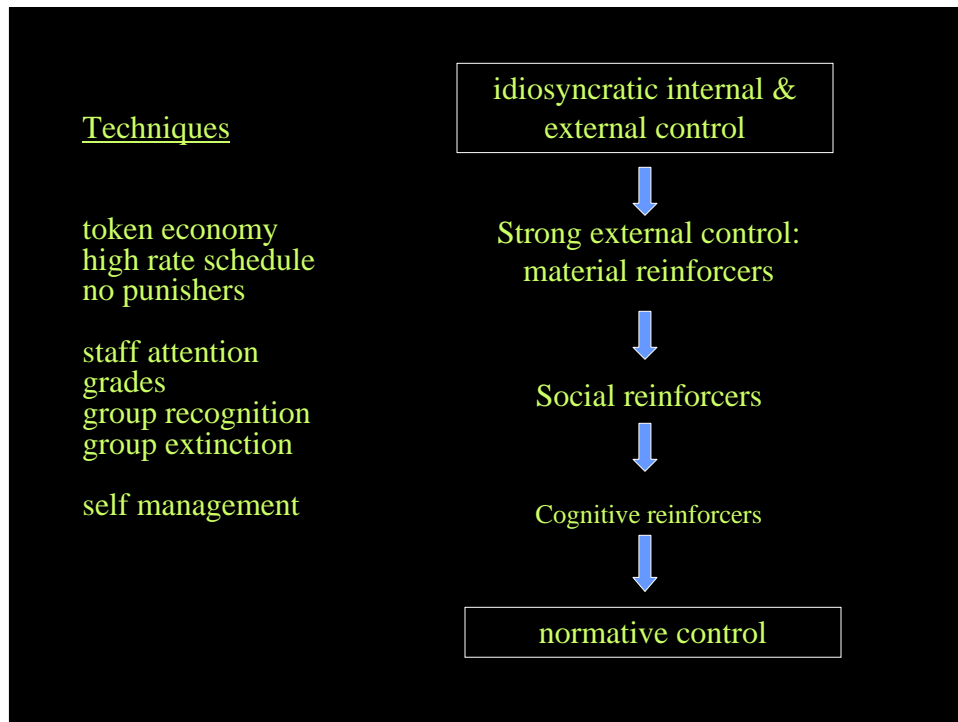 Techniques
token economy
high rate schedule
no punishers
staff attention
grades
group recognition
group extinction
self management
idiosyncratic internal &
external control
Strong external control:
material reinforcers
Social reinforcers
Cognitive reinforcers
normative control